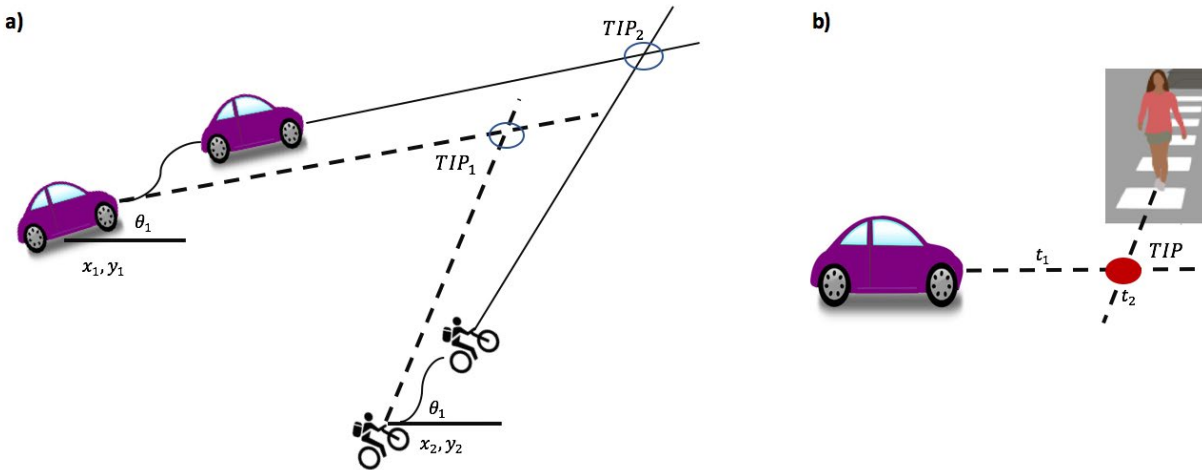 a)
TIP₂
TIP₁
θ₁
x₁, y₁
θ₁
x₂, y₂
b)
t₁
TIP
t₂